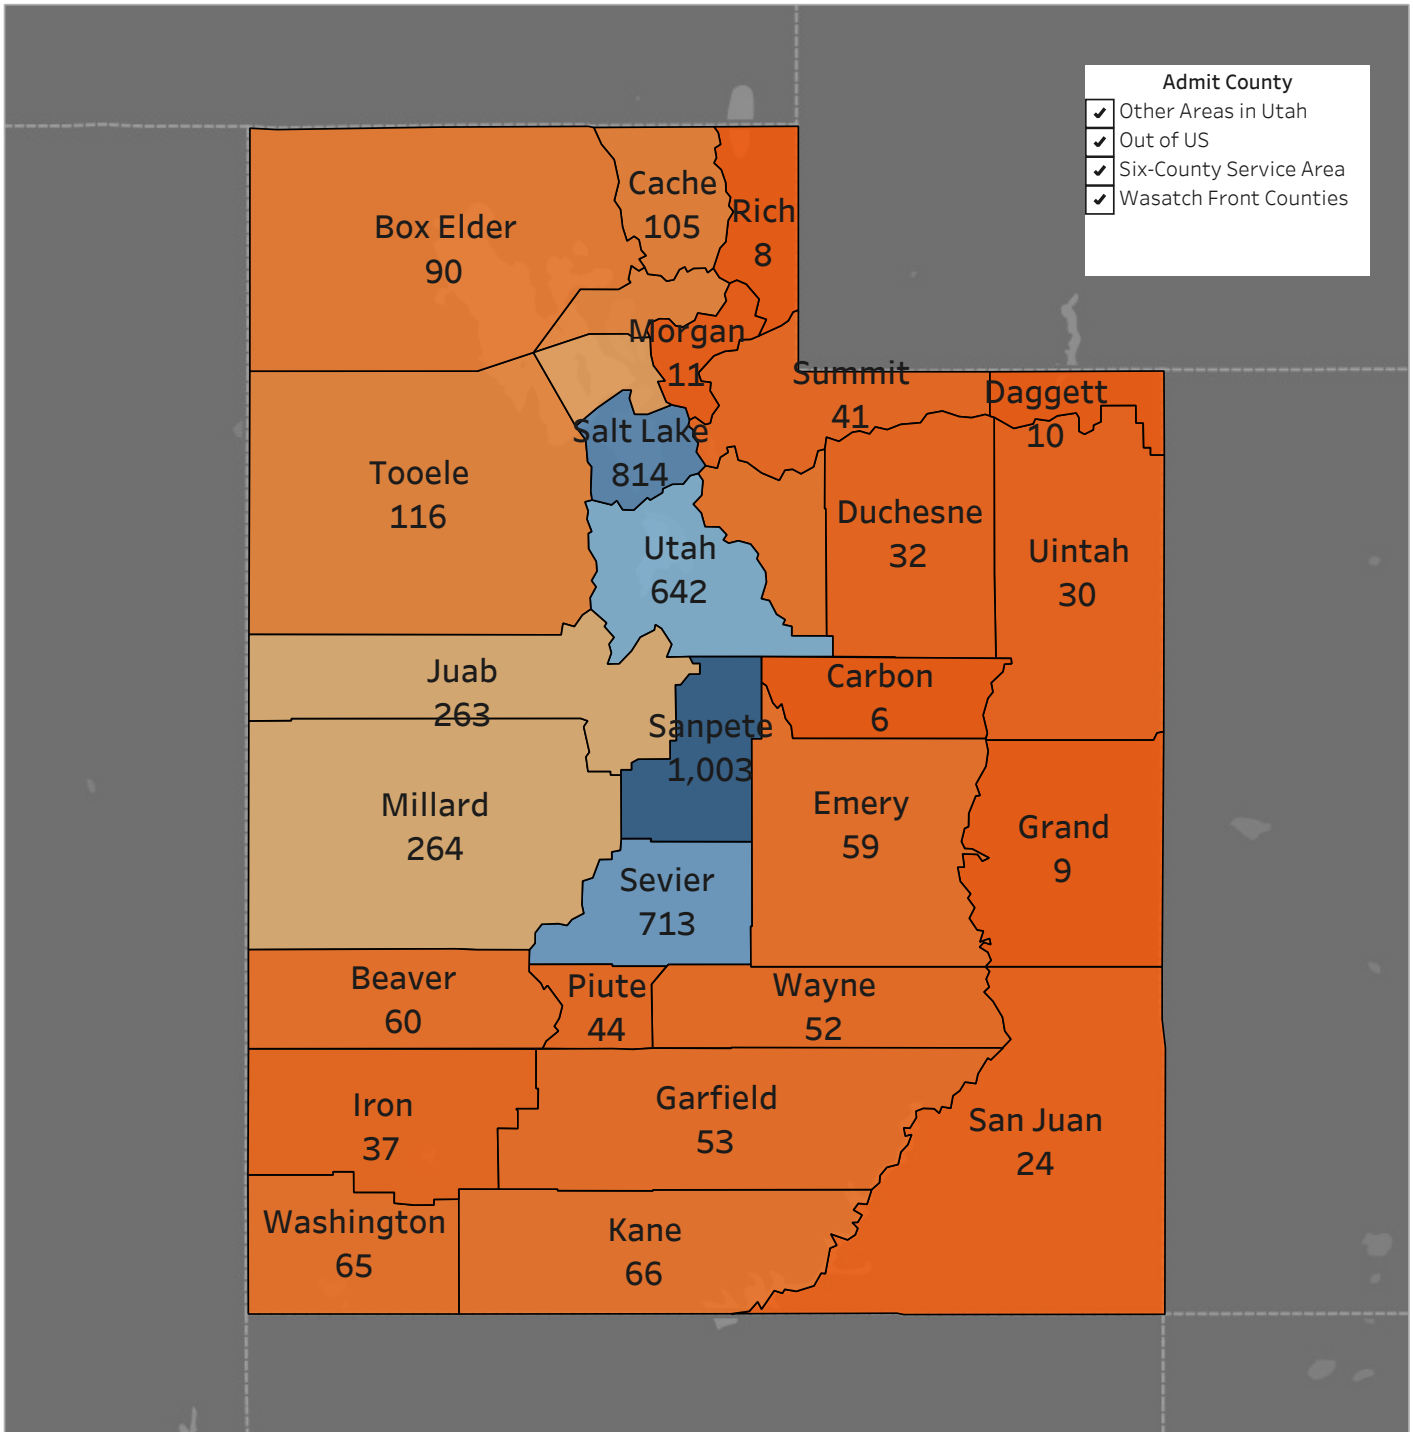 Admit County
Other Areas in Utah
Out of US
Six-County Service Area
Wasatch Front Counties
Cache
105
Rich
8
Box Elder
90
Morgan
11
Summit
41
Daggett
10
Salt Lake
814
Tooele
116
Duchesne
32
Utah
642
Uintah
30
Juab
263
Carbon
6
Sanpete
1,003
Millard
264
Emery
59
Grand
9
Sevier
713
Beaver
60
Piute
44
Wayne
52
Iron
37
Garfield
53
San Juan
24
Washington
65
Kane
66